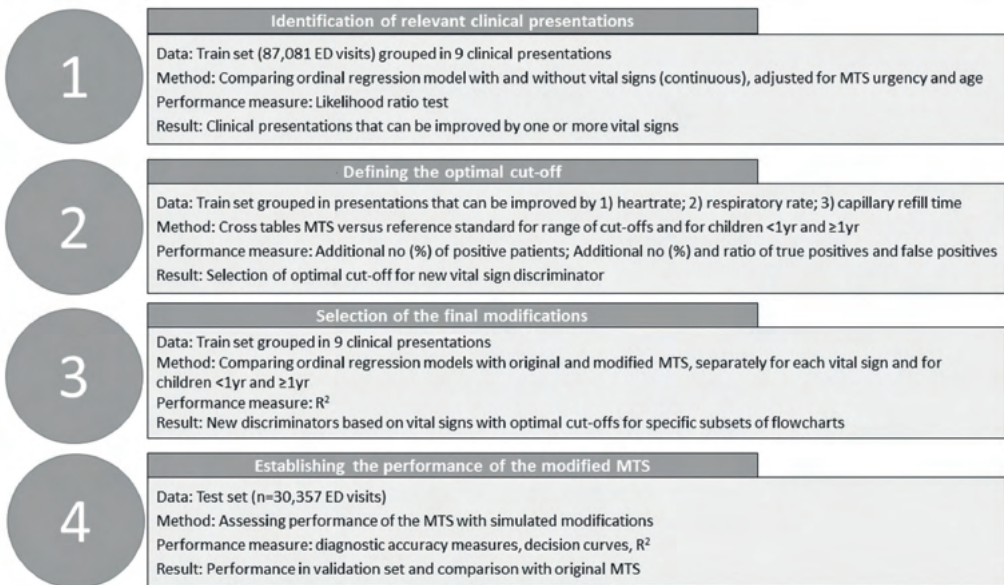 1
Identification of relevant clinical presentations
Data: Train set (87,081 ED visits) grouped in 9 clinical presentations
Method: Comparing ordinal regression model with and without vital signs (continuous), adjusted for MTS urgency and age
Performance measure: Likelihood ratio test
Result: Clinical presentations that can be improved by one or more vital signs
2
Defining the optimal cut-off
Data: Train set grouped in presentations that can be improved by 1) heartrate; 2) respiratory rate; 3) capillary refill time
Method: Cross tables MTS versus reference standard for range of cut-offs and for children <1yr and ≥1yr
Performance measure: Additional no (%) of positive patients; Additional no (%) and ratio of true positives and false positives
Result: Selection of optimal cut-off for new vital sign discriminator
3
Selection of the final modifications
Data: Train set grouped in 9 clinical presentations
Method: Comparing ordinal regression models with original and modified MTS, separately for each vital sign and for
children <1yr and ≥1yr
Performance measure: R²
Result: New discriminators based on vital signs with optimal cut-offs for specific subsets of flowcharts
4
Establishing the performance of the modified MTS
Data: Test set (n=30,357 ED visits)
Method: Assessing performance of the MTS with simulated modifications
Performance measure: diagnostic accuracy measures, decision curves, R²
Result: Performance in validation set and comparison with original MTS